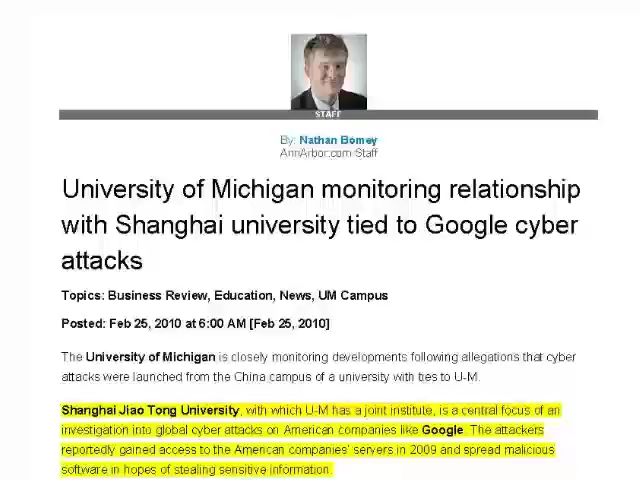 STAFF
By: Nathan Bomey
AnnArbor.com Staff
University of Michigan monitoring relationship
with Shanghai university tied to Google cyber
attacks
Topics: Business Review, Education, News, UM Campus
Posted: Feb 25, 2010 at 6:00 AM [Feb 25, 2010]
The University of Michigan is closely monitoring developments following allegations that cyber
attacks were launched from the China campus of a university with ties to U-M.
Shanghai Jiao Tong University, with which U-M has a joint institute, is a central focus of an
investigation into global cyber attacks on American companies like Google. The attackers
reportedly gained access to the American companies' servers in 2009 and spread malicious
software in hopes of stealing sensitive information.